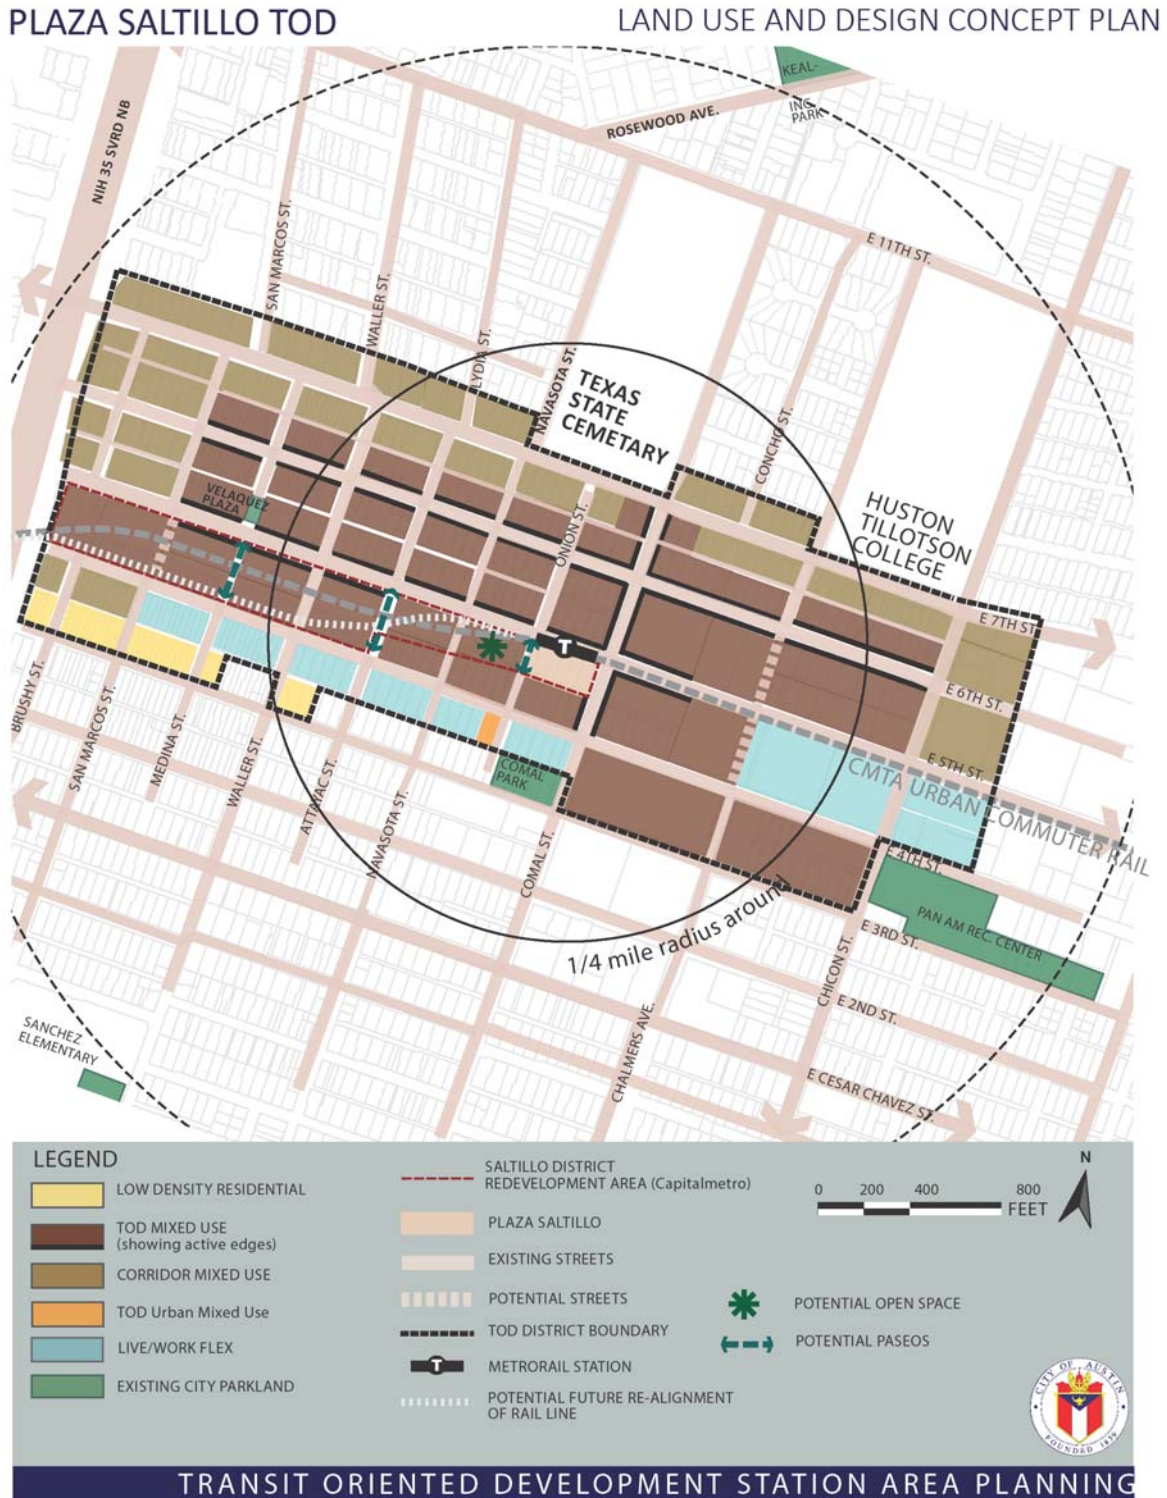 PLAZA SALTILLO TOD
LAND USE AND DESIGN CONCEPT PLAN
KEAL-
ING
PARK
ROSEWOOD AVE.
NIH 35 SVRD NB
E 11TH ST.
SAN MARCOS ST.
WALLER ST.
LYDIA ST.
NAVASOTA ST.
TEXAS
STATE
CEMETARY
CONCHO ST.
HUSTON
TILLOTSON
COLLEGE
VELAQUEZ
PLAZA
ONION ST.
E 7TH ST.
T
E 6TH ST.
E 5TH ST.
CMTA URBAN COMMUTER RAIL
BRUSHY ST.
SAN MARCOS ST.
MEDINA ST.
WALLER ST.
ATTAYAC ST.
NAVASOTA ST.
COMAL
PARK
COMAL ST.
E 4TH ST.
PAN AM REC. CENTER
1/4 mile radius around
E 3RD ST.
CHICON ST.
E 2ND ST.
CHALMERS AVE.
E CESAR CHAVEZ ST.
SANCHEZ
ELEMENTARY
LEGEND
LOW DENSITY RESIDENTIAL
TOD MIXED USE
(showing active edges)
CORRIDOR MIXED USE
TOD Urban Mixed Use
LIVE/WORK FLEX
EXISTING CITY PARKLAND
SALTILLO DISTRICT
REDEVELOPMENT AREA (Capitalmetro)
PLAZA SALTILLO
EXISTING STREETS
POTENTIAL STREETS
TOD DISTRICT BOUNDARY
T
METRORAIL STATION
POTENTIAL FUTURE RE-ALIGNMENT
OF RAIL LINE
0 200 400 800
FEET
N
POTENTIAL OPEN SPACE
POTENTIAL PASEOS
CITY OF AUSTIN
FOUNDED 1839
TRANSIT ORIENTED DEVELOPMENT STATION AREA PLANNING